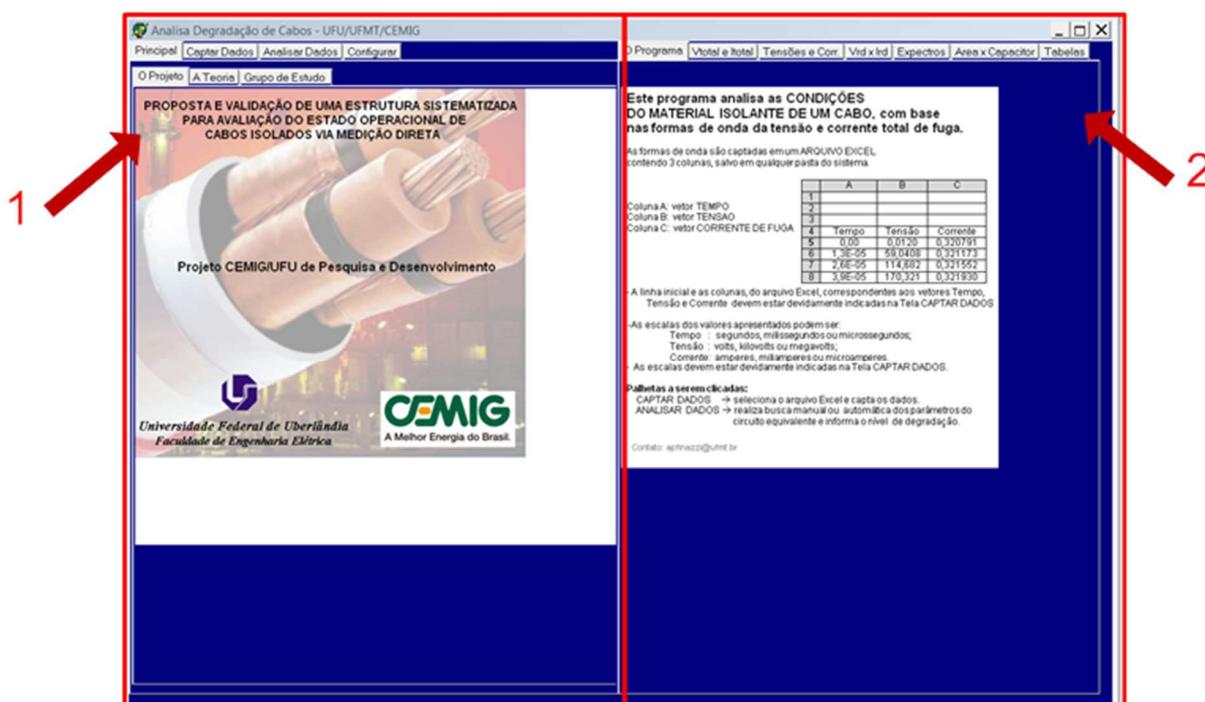 Analisa Degradação de Cabos - UFU/UFMT/CEMIG
Principal Captar Dados Analisar Dados Configurar
O Projeto A Teoria Grupo de Estudo
PROPOSTA E VALIDAÇÃO DE UMA ESTRUTURA SISTEMATIZADA
PARA AVALIAÇÃO DO ESTADO OPERACIONAL DE
CABOS ISOLADOS VIA MEDIÇÃO DIRETA
1
Projeto CEMIG/UFU de Pesquisa e Desenvolvimento
Universidade Federal de Uberlândia
Faculdade de Engenharia Elétrica
CEMIG
A Melhor Energia do Brasil.
O Programa Vtotal e Itotal Tensões e Corr. Vrd x Ird Expectros Area x Capacitor Tabelas
Este programa analisa as CONDIÇÕES
DO MATERIAL ISOLANTE DE UM CABO, com base
nas formas de onda da tensão e corrente total de fuga.
2
As formas de onda são captadas em um ARQUIVO EXCEL
contendo 3 colunas, salvo em qualquer pasta do sistema.
Coluna A: vetor TEMPO
Coluna B: vetor TENSAO
Coluna C: vetor CORRENTE DE FUGA
A B C
1
2
3
4 Tempo Tensão Corrente
5 0,00 0,0120 0,320791
6 1,3E-05 59,0408 0,321173
7 2,6E-05 114,682 0,321552
8 3,9E-05 170,321 0,321930
- A linha inicial e as colunas, do arquivo Excel, correspondentes aos vetores Tempo,
Tensão e Corrente devem estar devidamente indicadas na Tela CAPTAR DADOS
-As escalas dos valores apresentados podem ser:
Tempo : segundos, milissegundos ou microssegundos;
Tensão : volts, kilovolts ou megavolts;
Corrente: amperes, miliamperes ou microamperes.
- As escalas devem estar devidamente indicadas na Tela CAPTAR DADOS.
Palhetas a serem clicadas:
CAPTAR DADOS → seleciona o arquivo Excel e capta os dados.
ANALISAR DADOS → realiza busca manual ou automática dos parâmetros do
circuito equivalente e informa o nível de degradação.
Contato: apfinazzi@ufmt.br